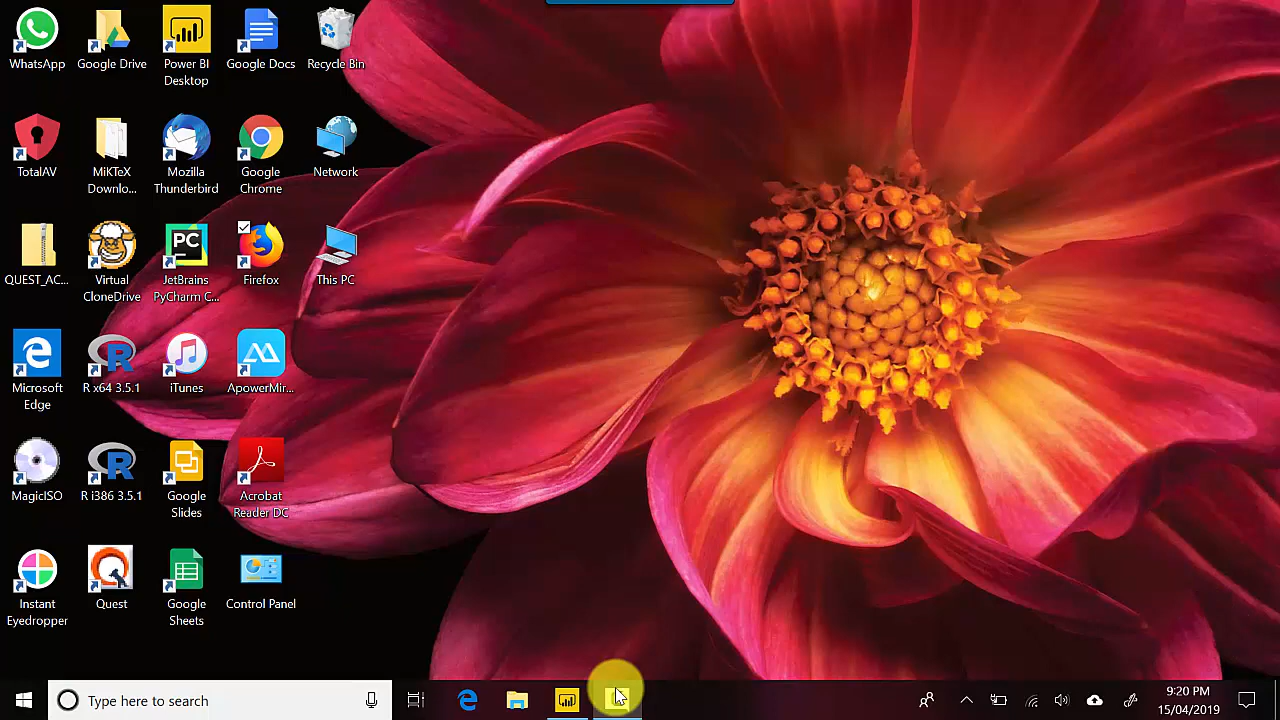 WhatsApp
Google Drive
Power BI
Desktop
Google Docs
Recycle Bin
TotalAV
MiKTeX
Downlo...
Mozilla
Thunderbird
Google
Chrome
Network
QUEST_AC...
Virtual
CloneDrive
PC
JetBrains
PyCharm C...
Firefox
This PC
Microsoft
Edge
R x64 3.5.1
iTunes
ApowerMir...
MagicISO
R i386 3.5.1
Google
Slides
Acrobat
Reader DC
Instant
Eyedropper
Quest
Google
Sheets
Control Panel
Type here to search
9:20 PM
15/04/2019